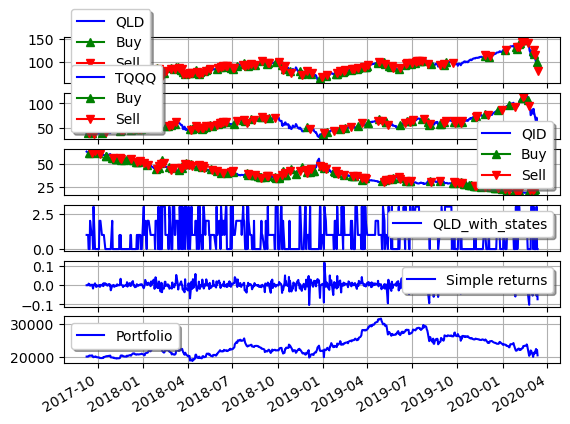 QLD
Buy
Sell
150
100
TQQQ
Buy
Sell
100
50
QID
Buy
Sell
50
25
QLD_with_states
2.5
0.0
Simple returns
0.1
0.0
−0.1
Portfolio
30000
20000
2017-10
2018-01
2018-04
2018-07
2018-10
2019-01
2019-04
2019-07
2019-10
2020-01
2020-04